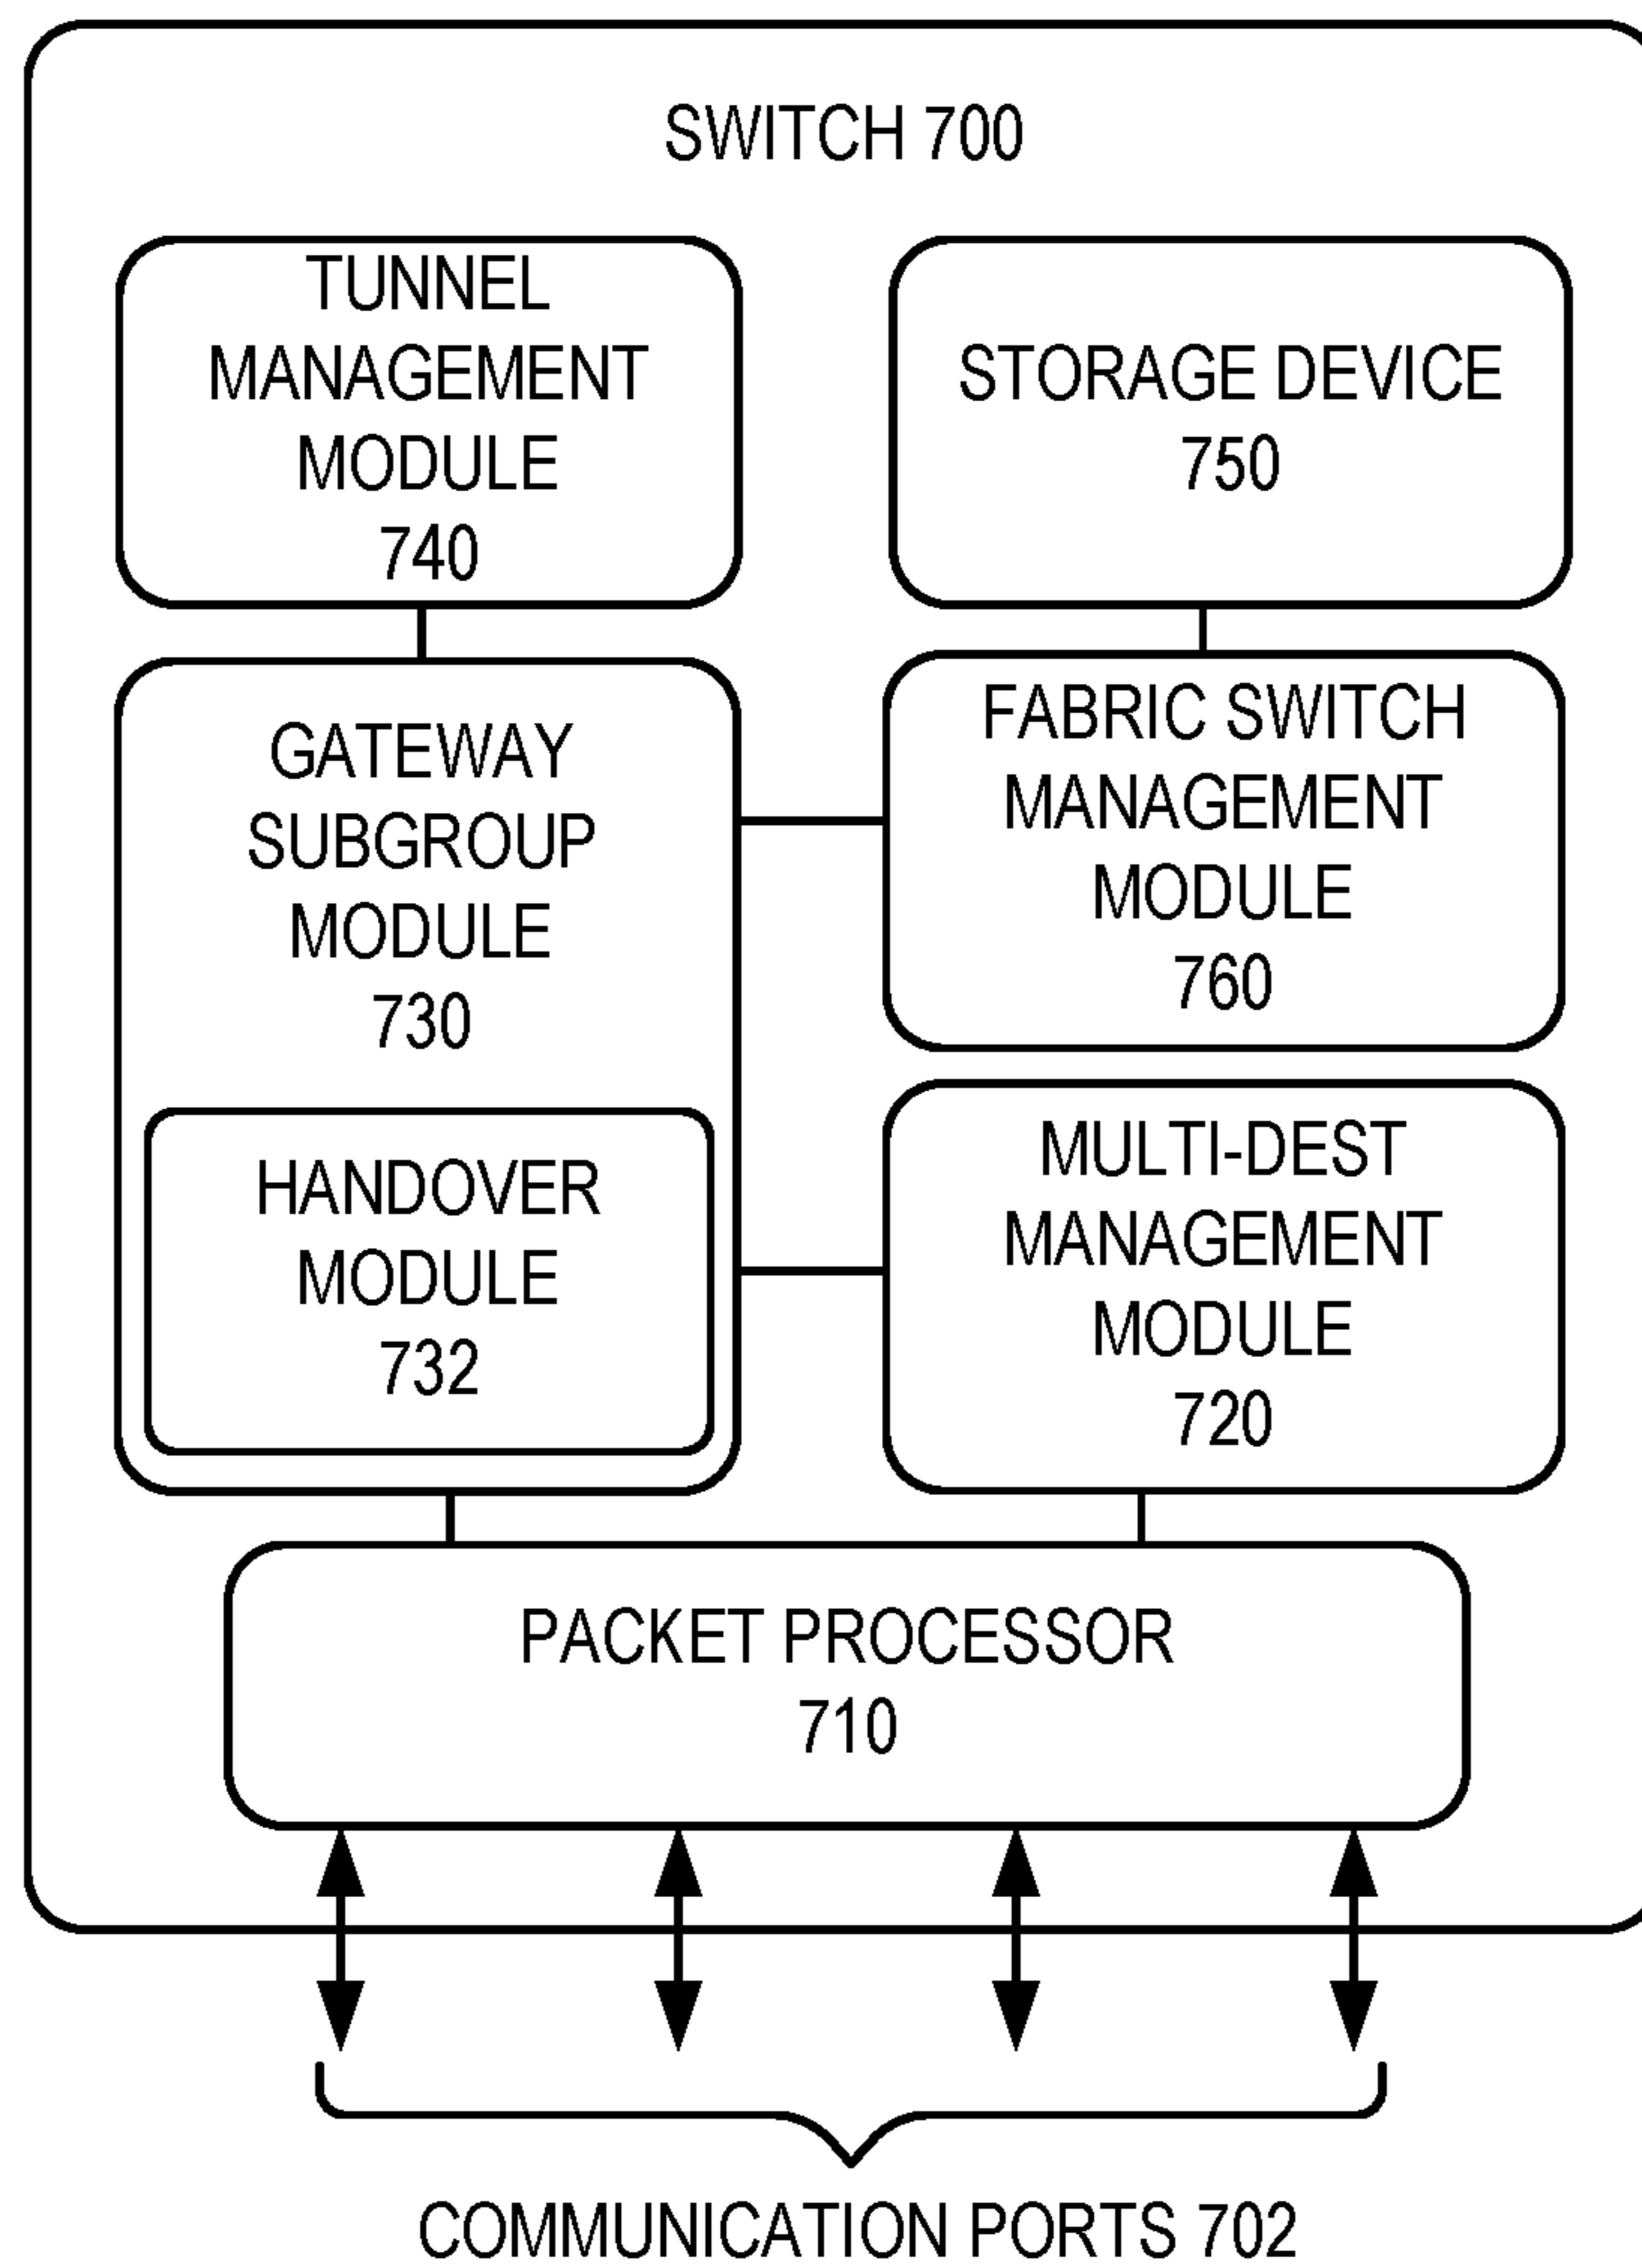 SWITCH 700
TUNNEL
MANAGEMENT
MODULE
740
STORAGE DEVICE
750
GATEWAY
SUBGROUP
MODULE
730
FABRIC SWITCH
MANAGEMENT
MODULE
760
HANDOVER
MODULE
732
MULTI-DEST
MANAGEMENT
MODULE
720
PACKET PROCESSOR
710
COMMUNICATION PORTS 702